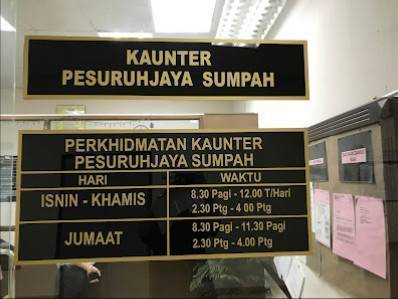 KAUNTER
PESURUHJAYA SUMPAH
PERKHIDMATAN KAUNTER
PESURUHJAYA SUMPAH
HARI WAKTU
ISNIN - KHAMIS 8.30 Pagi - 12.00 T/Hari
2.30 Ptg - 4 00 Ptg
JUMAAT 8.30 Pagi - 11.30 Pagi
2.30 Ptg - 4.00 Ptg